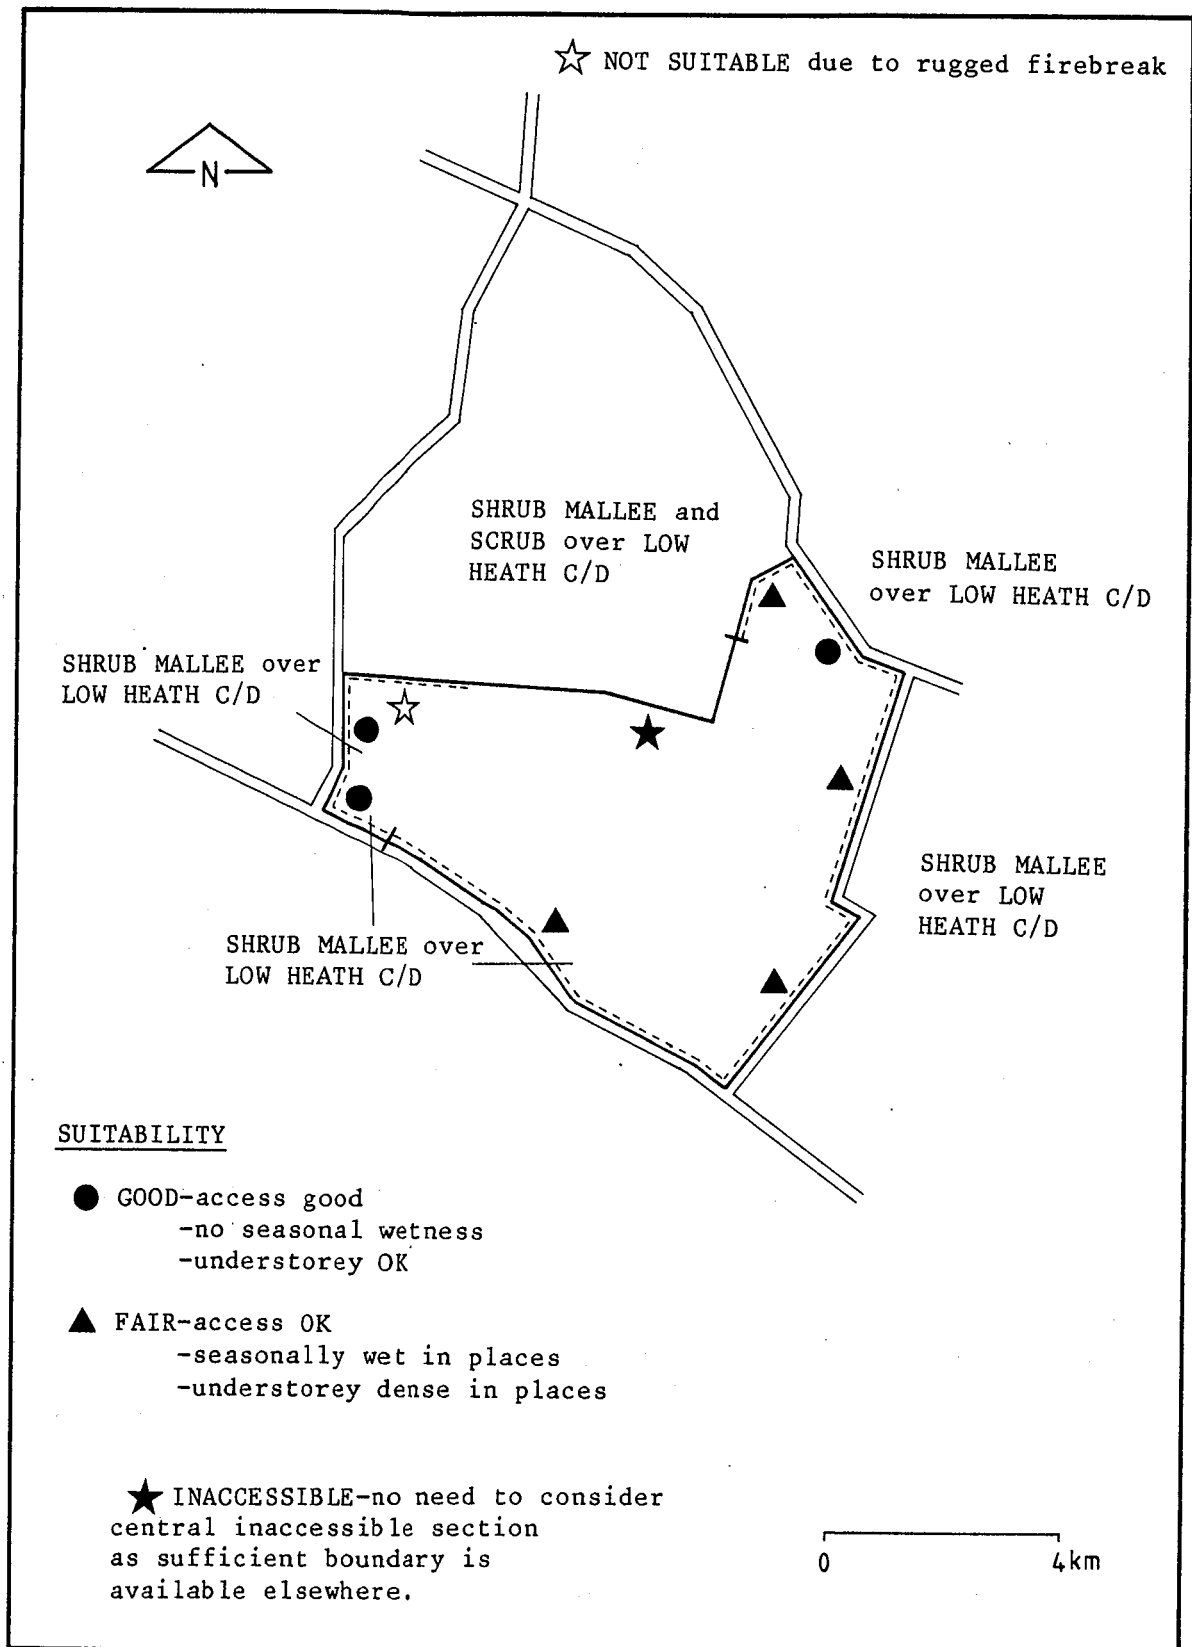 ☆ NOT SUITABLE due to rugged firebreak
N
SHRUB MALLEE and
SCRUB over LOW
HEATH C/D
SHRUB MALLEE
over LOW HEATH C/D
SHRUB MALLEE over
LOW HEATH C/D
SHRUB MALLEE
over LOW
HEATH C/D
SHRUB MALLEE over
LOW HEATH C/D
SUITABILITY
● GOOD-access good
-no seasonal wetness
-understorey OK
▲ FAIR-access OK
-seasonally wet in places
-understorey dense in places
★ INACCESSIBLE-no need to consider
central inaccessible section
as sufficient boundary is
available elsewhere.
0 4km